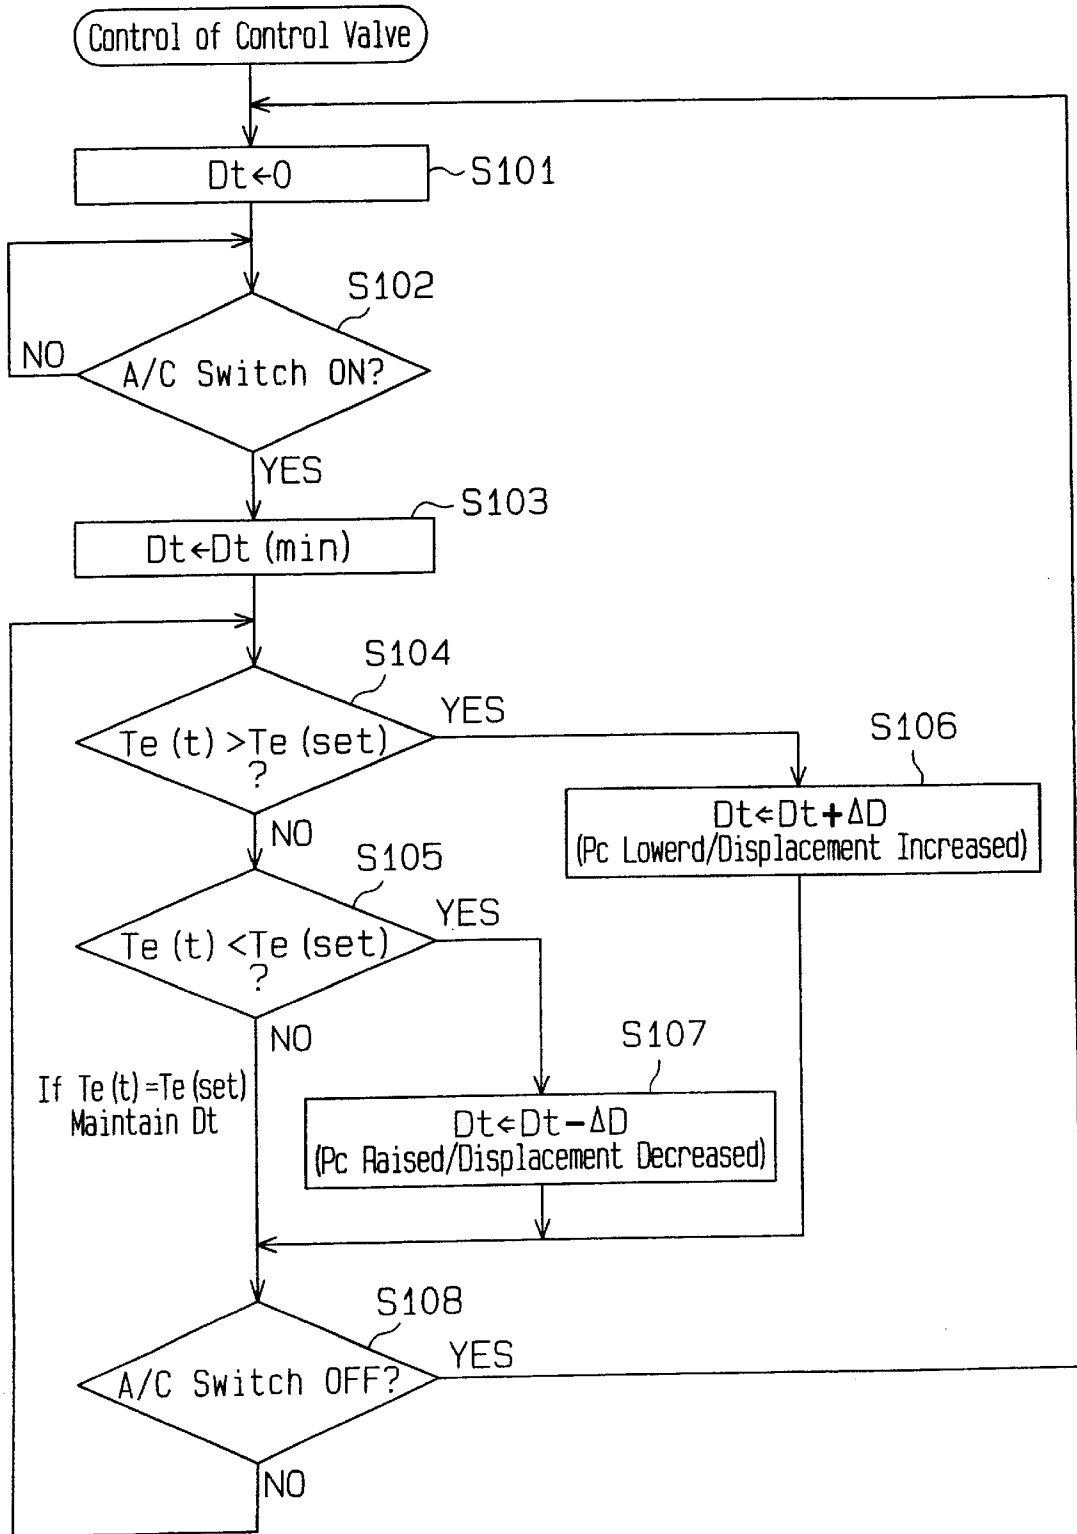 Control of Control Valve
Dt←0
S101
S102
A/C Switch ON?
NO
YES
S103
Dt←Dt (min)
S104
Te (t) >Te (set)
?
YES
NO
S106
Dt⇐Dt+ΔD
(Pc Lowerd/Displacement Increased)
S105
Te (t) <Te (set)
?
YES
NO
If Te (t) =Te (set)
Maintain Dt
S107
Dt⇐Dt-ΔD
(Pc Raised/Displacement Decreased)
S108
A/C Switch OFF?
YES
NO